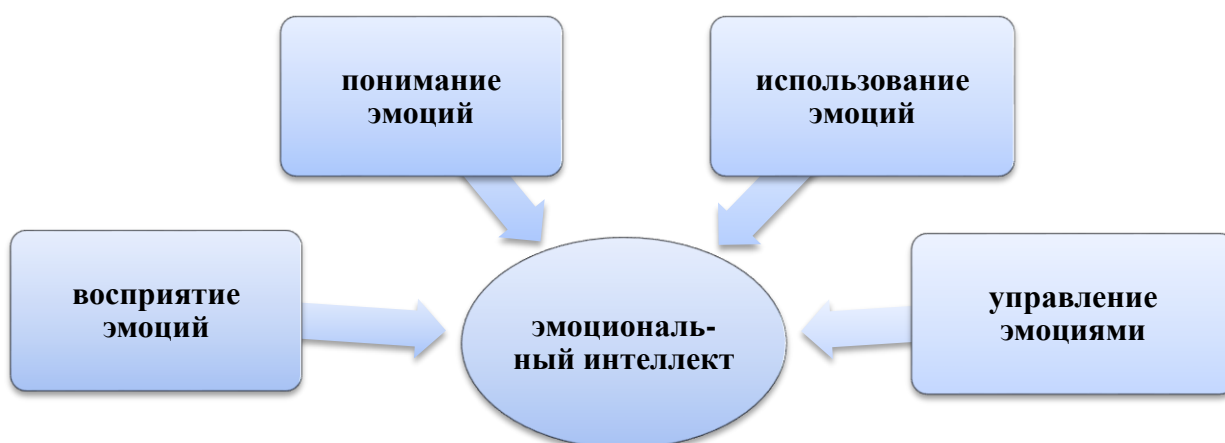 понимание
эмоций
использование
эмоций
восприятие
эмоций
эмоциональ-
ный интеллект
управление
эмоциями